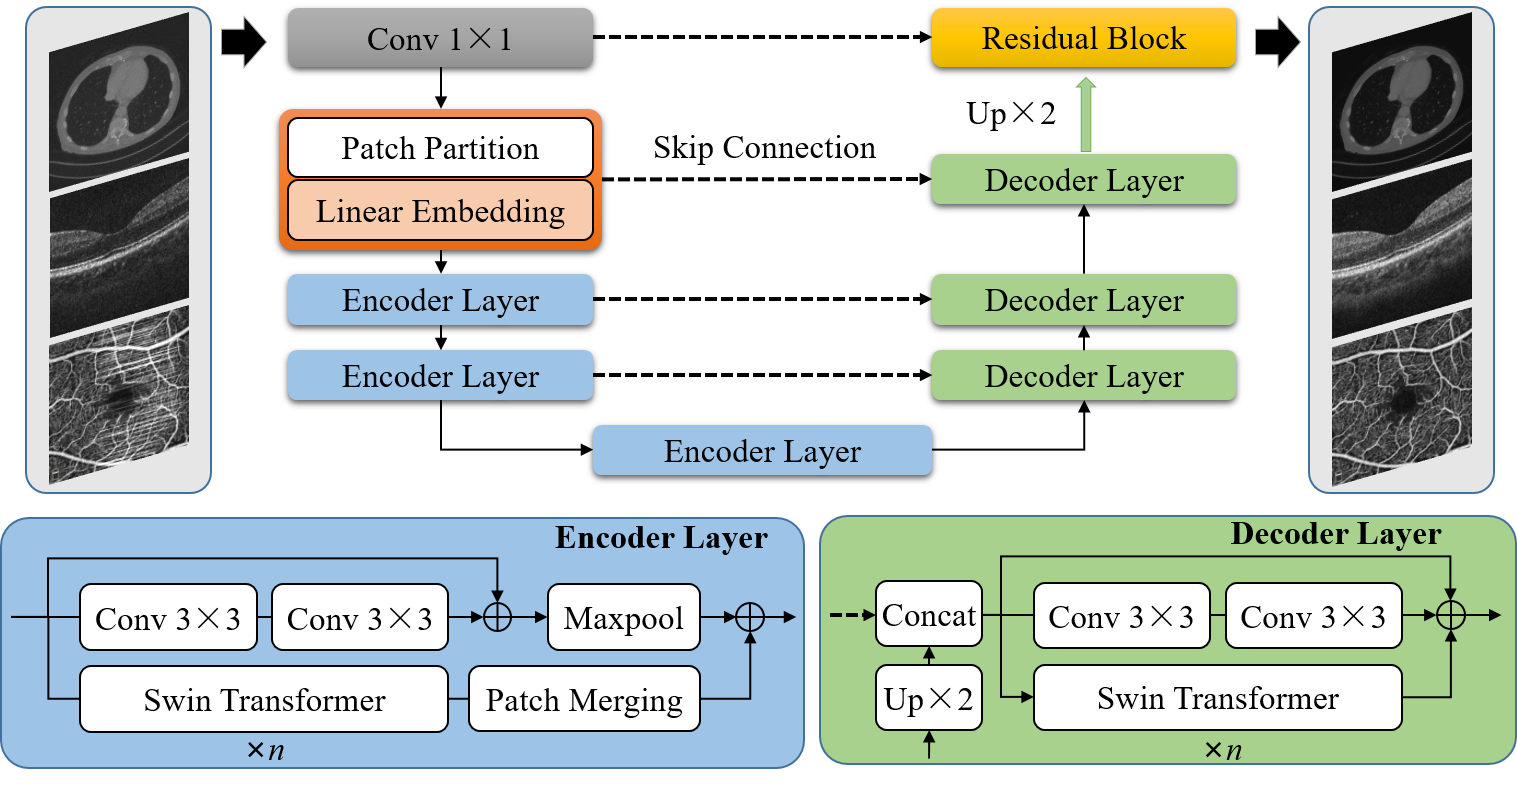 Conv 1×1
Residual Block
Up×2
Patch Partition
Skip Connection
Decoder Layer
Linear Embedding
Encoder Layer
Decoder Layer
Encoder Layer
Decoder Layer
Encoder Layer
Encoder Layer
Conv 3×3
Conv 3×3
Maxpool
Swin Transformer
Patch Merging
×n
Decoder Layer
Concat
Conv 3×3
Conv 3×3
Up×2
Swin Transformer
×n